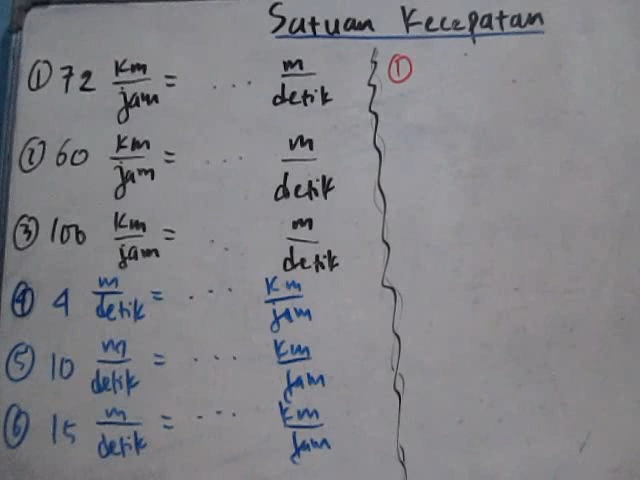 Satuan Kecepatan
① 72 km/jam = ... m/detik
② 60 km/jam = ... m/detik
③ 100 km/jam = ... m/detik
④ 4 m/detik = ... km/jam
⑤ 10 m/detik = ... km/jam
⑥ 15 m/detik = ... km/jam
①